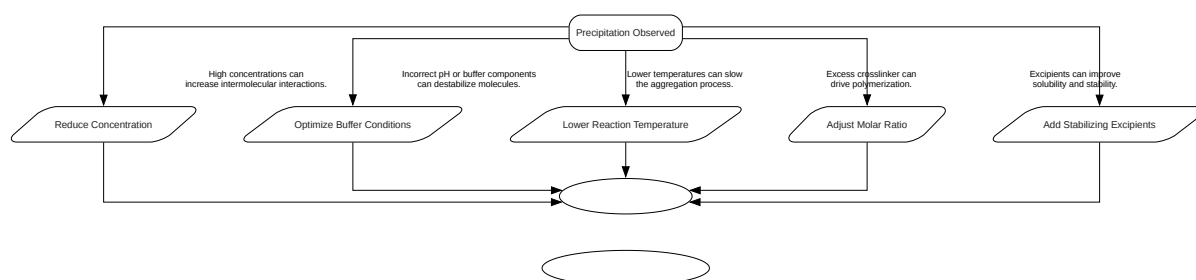 Precipitation Observed
High concentrations can
increase intermolecular interactions.
Incorrect pH or buffer components
can destabilize molecules.
Lower temperatures can slow
the aggregation process.
Excess crosslinker can
drive polymerization.
Excipients can improve
solubility and stability.
Reduce Concentration
Optimize Buffer Conditions
Lower Reaction Temperature
Adjust Molar Ratio
Add Stabilizing Excipients